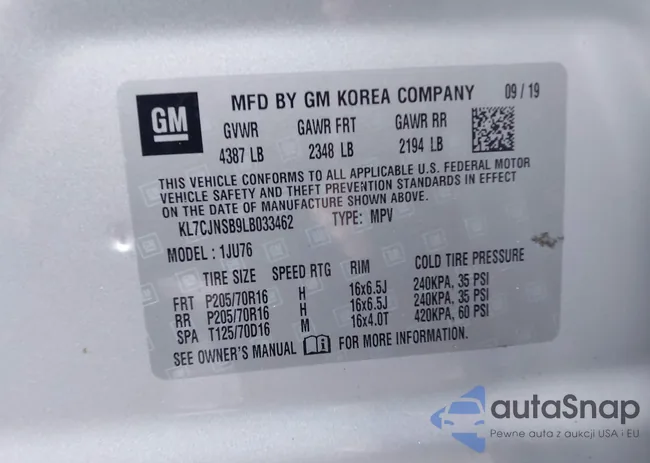 GM
MFD BY GM KOREA COMPANY 09 / 19
GVWR GAWR FRT GAWR RR
4387 LB 2348 LB 2194 LB
THIS VEHICLE CONFORMS TO ALL APPLICABLE U.S. FEDERAL MOTOR
VEHICLE SAFETY AND THEFT PREVENTION STANDARDS IN EFFECT
ON THE DATE OF MANUFACTURE SHOWN ABOVE.
KL7CJNSB9LB033462 TYPE: MPV
MODEL : 1JU76
TIRE SIZE SPEED RTG RIM COLD TIRE PRESSURE
FRT P205/70R16 H 16x6.5J 240KPA, 35 PSI
RR P205/70R16 H 16x6.5J 240KPA, 35 PSI
SPA T125/70D16 M 16x4.0T 420KPA, 60 PSI
SEE OWNER'S MANUAL FOR MORE INFORMATION.
autoSnap
Pewne auta z aukcji USA i EU